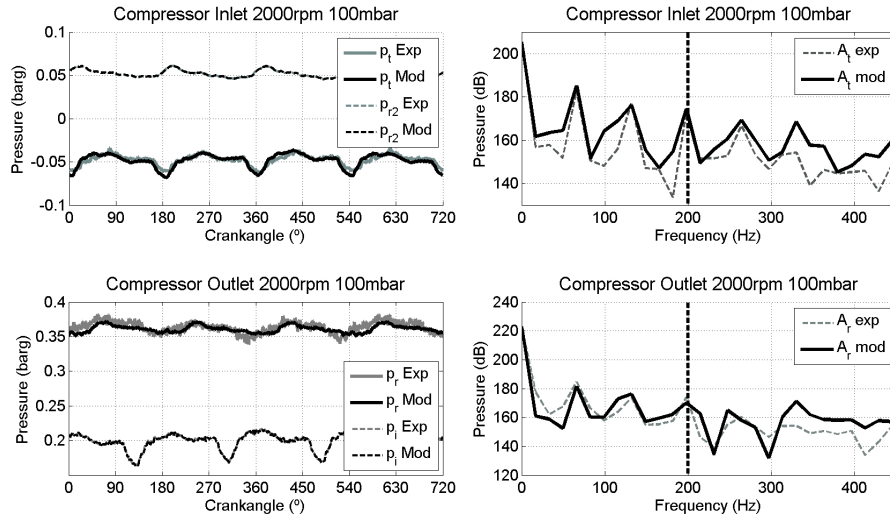 Compressor Inlet 2000rpm 100mbar
0.1
0.05
0
-0.05
-0.1
Pressure (barg)
0 90 180 270 360 450 540 630 720
Crankangle (º)
p_t Exp
p_t Mod
p_r2 Exp
p_r2 Mod
Compressor Inlet 2000rpm 100mbar
200
180
160
140
Pressure (dB)
0 100 200 300 400
Frequency (Hz)
A_t exp
A_t mod
Compressor Outlet 2000rpm 100mbar
0.4
0.35
0.3
0.25
0.2
Pressure (barg)
0 90 180 270 360 450 540 630 720
Crankangle (º)
p_r Exp
p_r Mod
p_i Exp
p_i Mod
Compressor Outlet 2000rpm 100mbar
240
220
200
180
160
140
120
Pressure (dB)
0 100 200 300 400
Frequency (Hz)
A_r exp
A_r mod